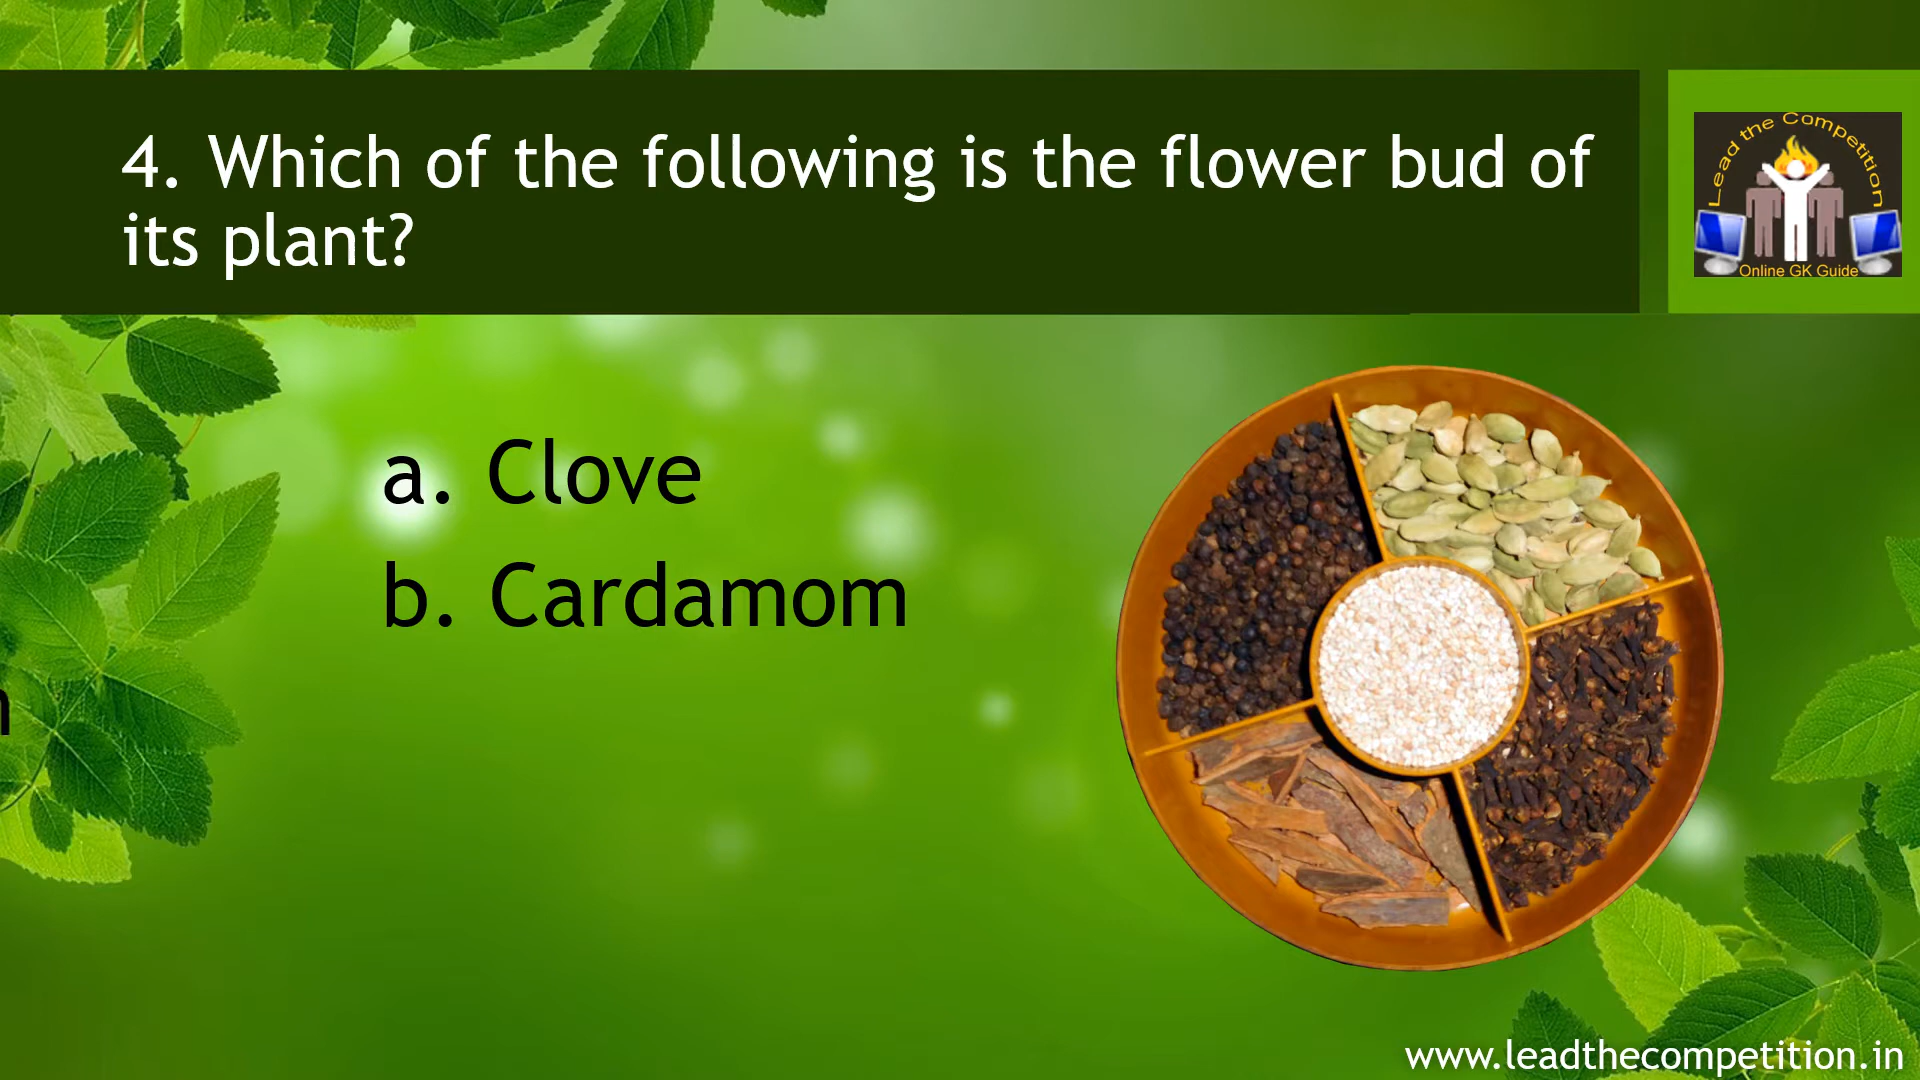 4. Which of the following is the flower bud of
its plant?
Lead the Competition
Online GK Guide
a. Clove
b. Cardamom
www.leadthecompetition.in